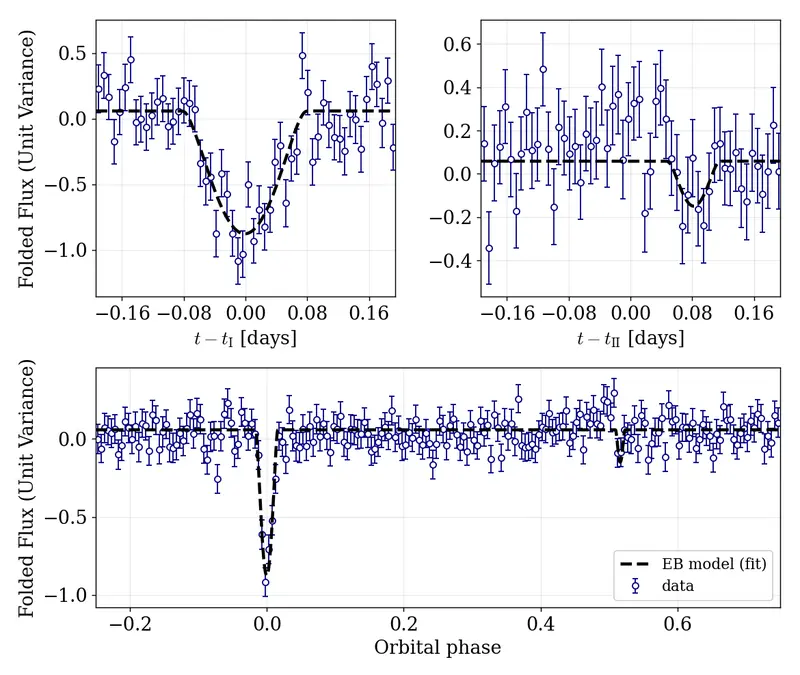 Folded Flux (Unit Variance)
0.5
0.0
−0.5
−1.0
−0.16 −0.08 0.00 0.08 0.16
t − tI [days]
0.6
0.4
0.2
0.0
−0.2
−0.4
−0.16 −0.08 0.00 0.08 0.16
t − tII [days]
Folded Flux (Unit Variance)
0.0
−0.5
−1.0
−0.2 0.0 0.2 0.4 0.6
Orbital phase
EB model (fit)
data